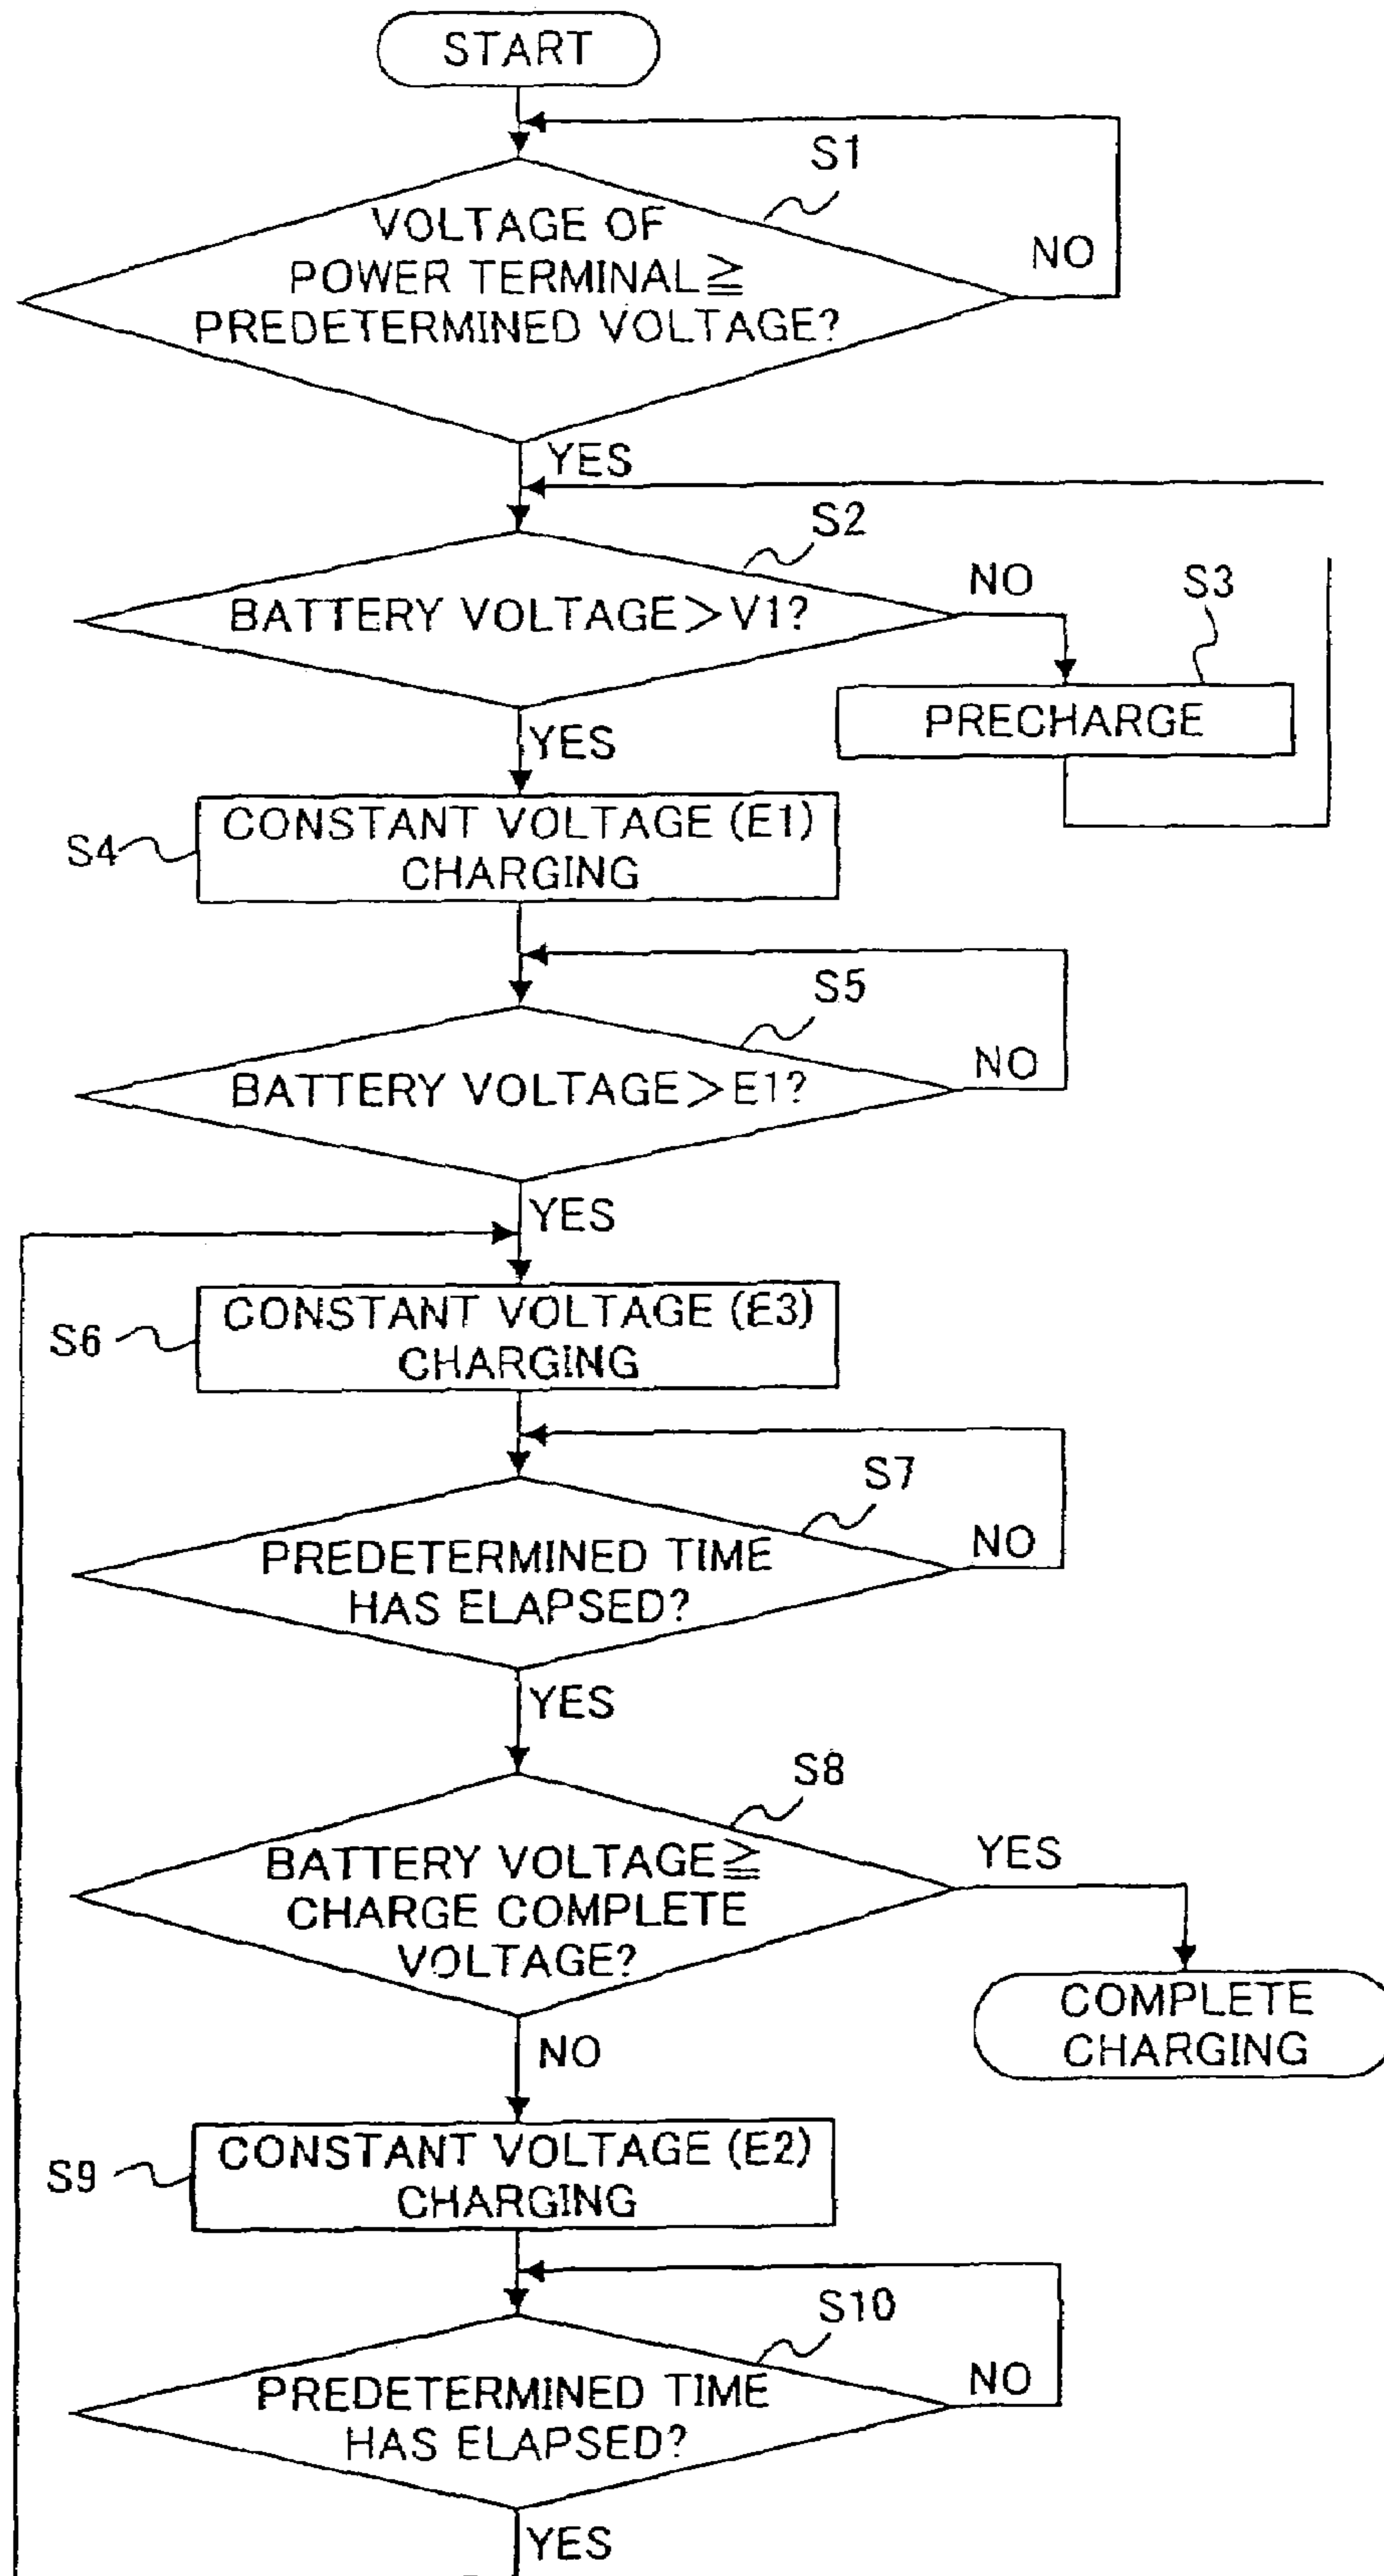 START
S1
VOLTAGE OF
POWER TERMINAL≧
PREDETERMINED VOLTAGE?
NO
YES
S2
BATTERY VOLTAGE>V1?
NO
S3
PRECHARGE
YES
S4
CONSTANT VOLTAGE (E1)
CHARGING
S5
BATTERY VOLTAGE>E1?
NO
YES
S6
CONSTANT VOLTAGE (E3)
CHARGING
S7
PREDETERMINED TIME
HAS ELAPSED?
NO
YES
S8
BATTERY VOLTAGE≧
CHARGE COMPLETE
VOLTAGE?
YES
COMPLETE
CHARGING
NO
S9
CONSTANT VOLTAGE (E2)
CHARGING
S10
PREDETERMINED TIME
HAS ELAPSED?
NO
YES